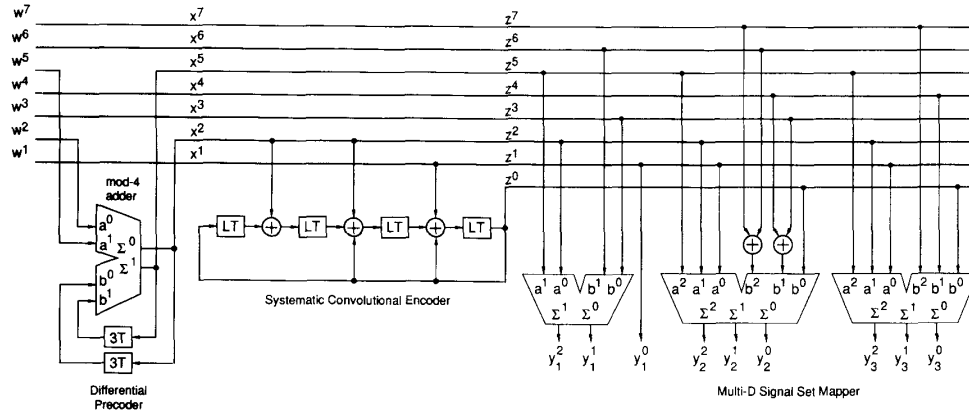 w⁷ x⁷ z⁷
w⁶ x⁶ z⁶
w⁵ x⁵ z⁵
w⁴ x⁴ z⁴
w³ x³ z³
w² x² z²
w¹ x¹ z¹
z⁰
mod-4
adder
a⁰
a¹
Σ⁰
Σ¹
b⁰
b¹
3T
3T
Differential
Precoder
LT + LT + LT + LT
Systematic Convolutional Encoder
+ +
a¹ a⁰ b¹ b⁰
Σ¹ Σ⁰
y₁² y₁¹ y₁⁰
a² a¹ a⁰ b² b¹ b⁰
Σ² Σ¹ Σ⁰
y₂² y₂¹ y₂⁰
a² a¹ a⁰ b² b¹ b⁰
Σ² Σ¹ Σ⁰
y₃² y₃¹ y₃⁰
Multi-D Signal Set Mapper